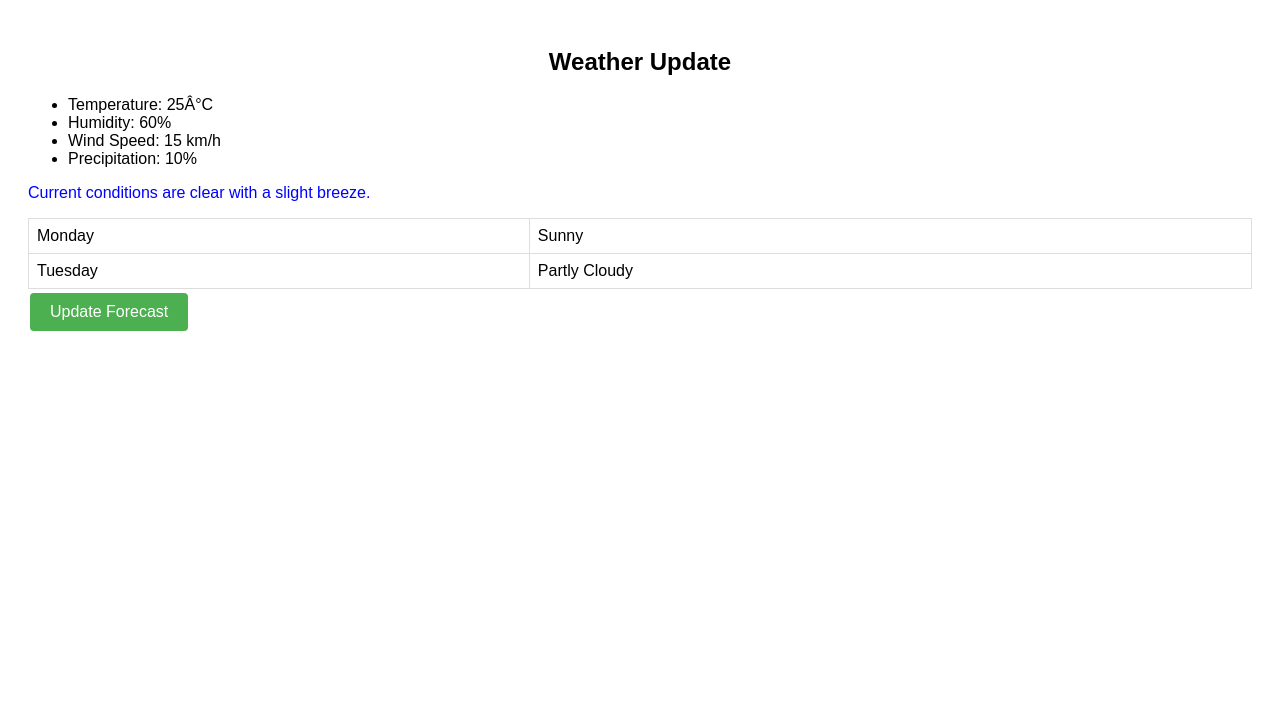 Weather Update
Temperature: 25Â°C
Humidity: 60%
Wind Speed: 15 km/h
Precipitation: 10%
Current conditions are clear with a slight breeze.
Monday Sunny
Tuesday Partly Cloudy
Update Forecast